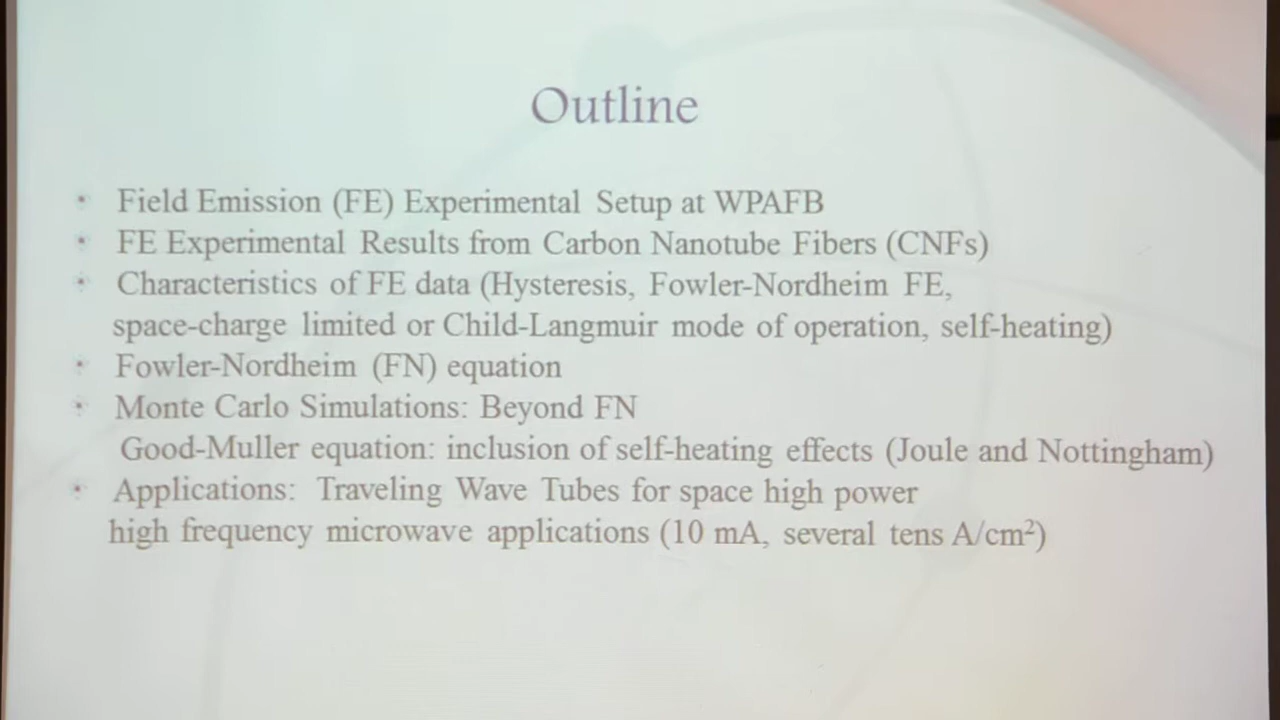 Outline
• Field Emission (FE) Experimental Setup at WPAFB
• FE Experimental Results from Carbon Nanotube Fibers (CNFs)
• Characteristics of FE data (Hysteresis, Fowler-Nordheim FE,
space-charge limited or Child-Langmuir mode of operation, self-heating)
• Fowler-Nordheim (FN) equation
• Monte Carlo Simulations: Beyond FN
Good-Muller equation: inclusion of self-heating effects (Joule and Nottingham)
• Applications: Traveling Wave Tubes for space high power
high frequency microwave applications (10 mA, several tens A/cm²)